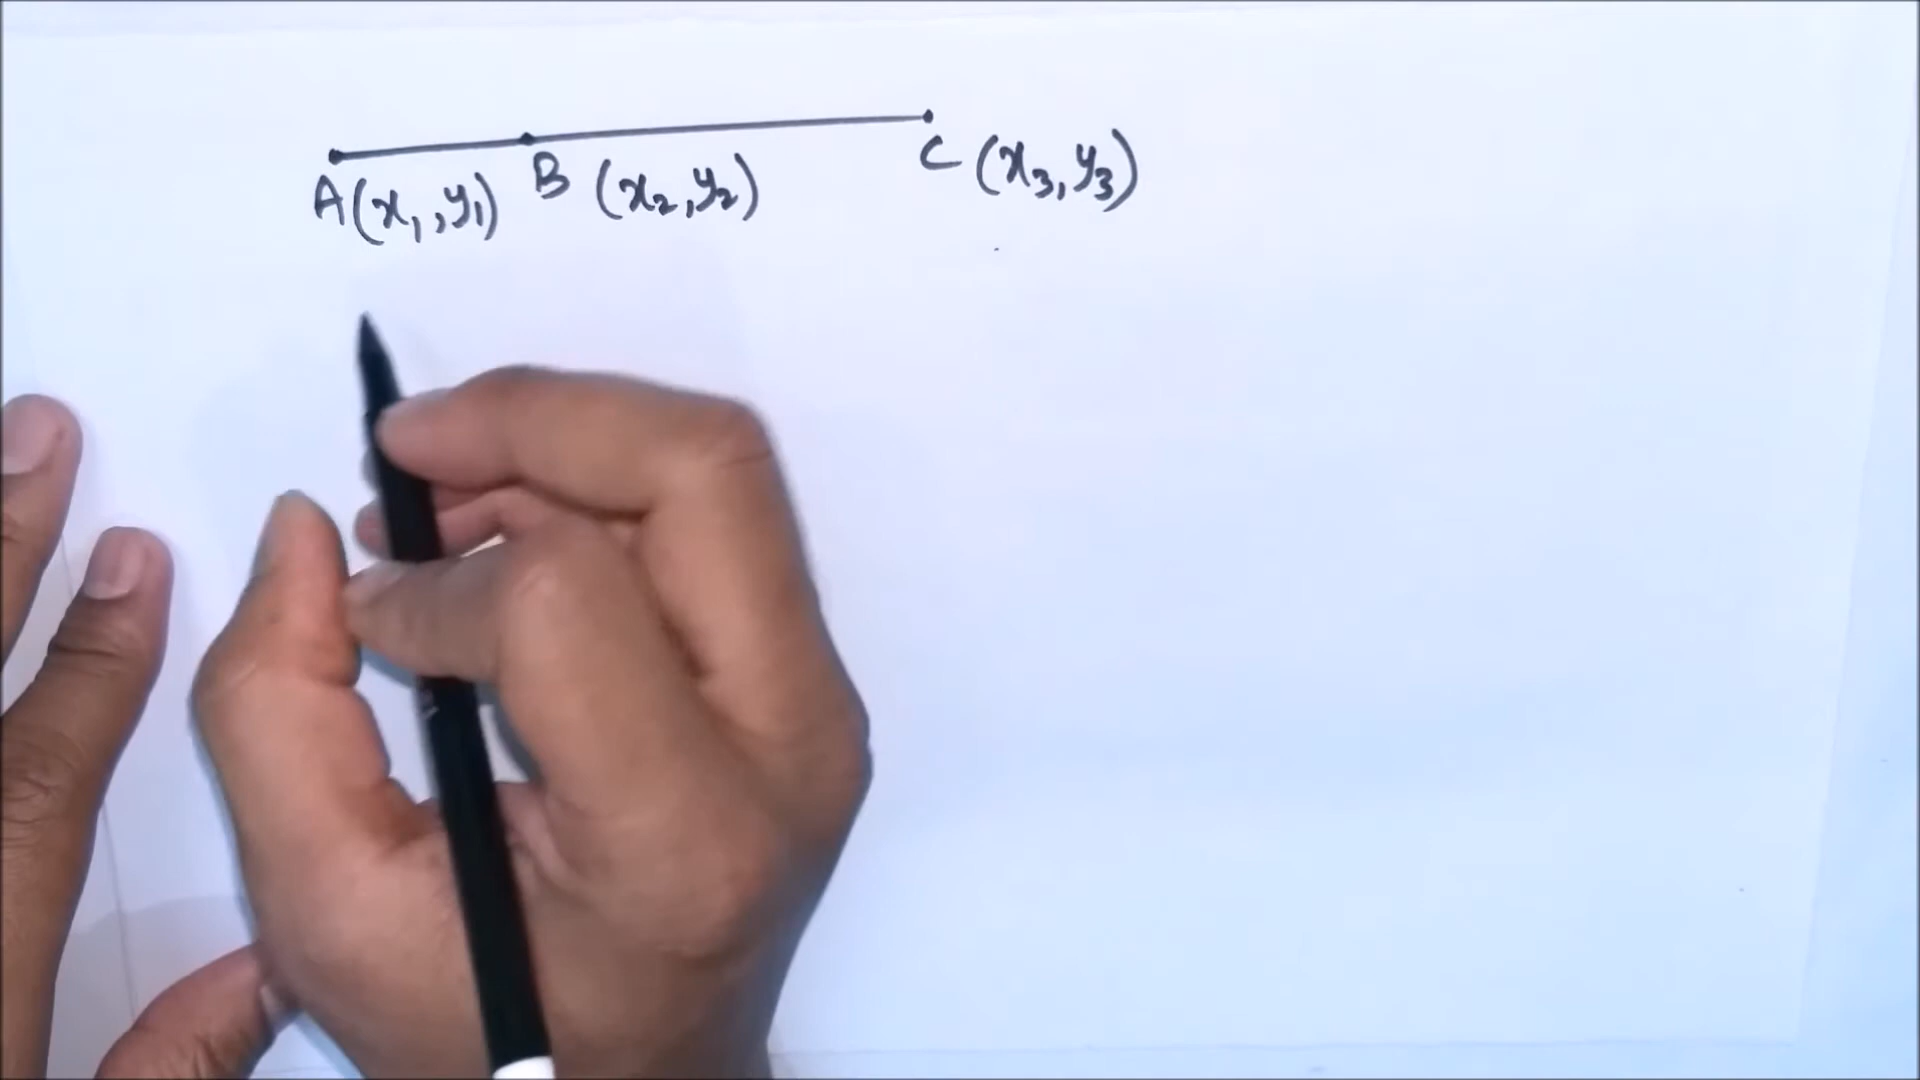 A(x₁,y₁) B (x₂,y₂) C (x₃,y₃)